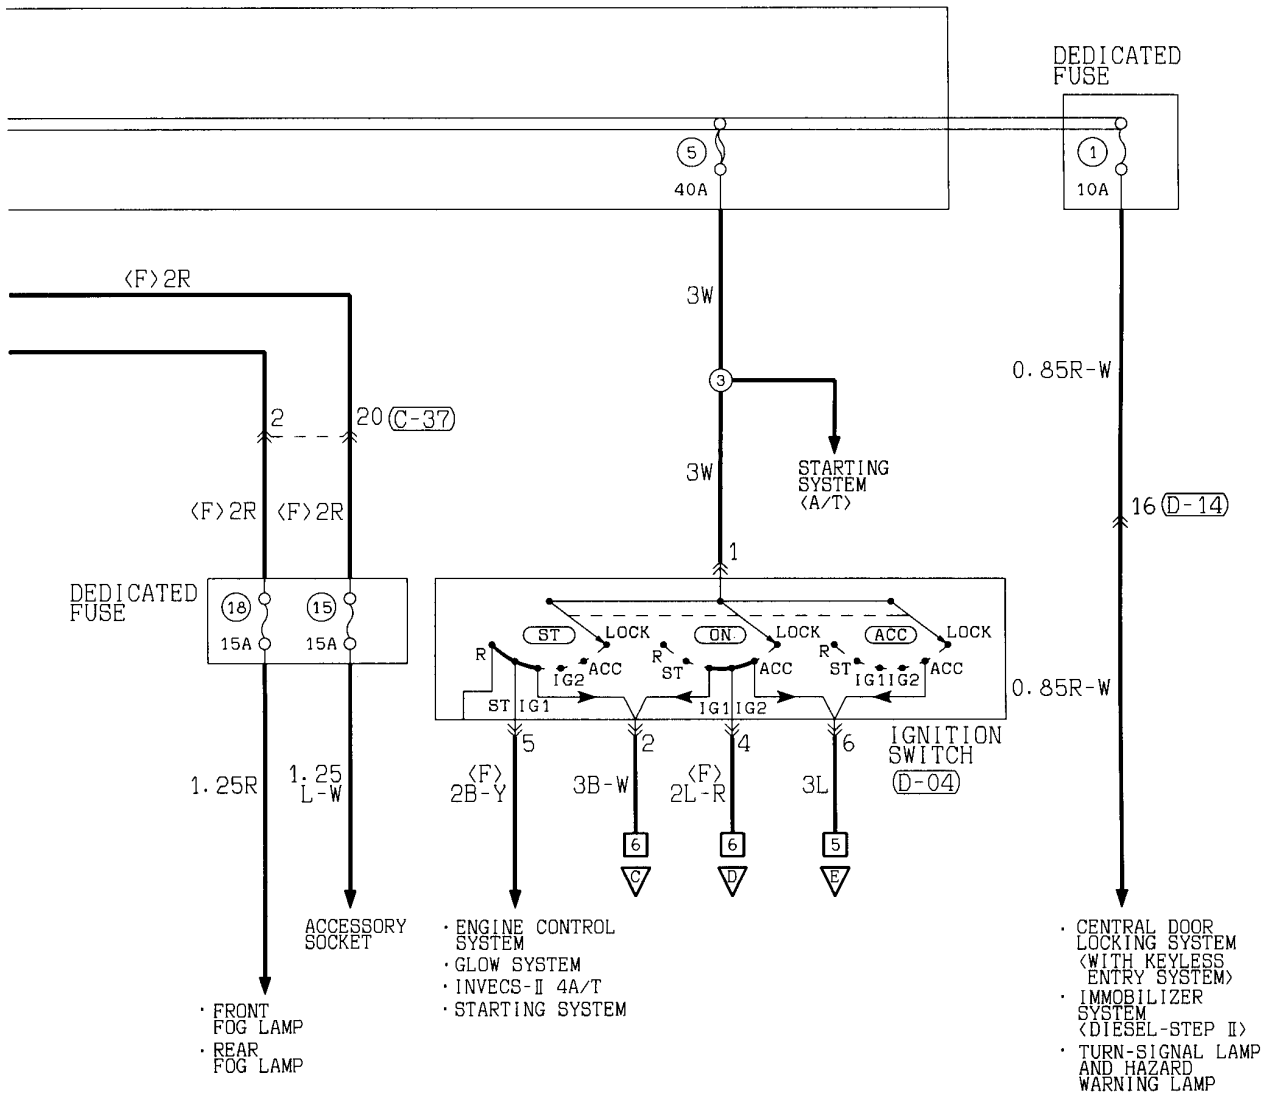 DEDICATED
FUSE
5
40A
1
10A
⟨F⟩2R
3W
3
0.85R-W
2
20 C-37
3W
STARTING
SYSTEM
⟨A/T⟩
⟨F⟩2R
⟨F⟩2R
16 D-14
1
DEDICATED
FUSE
18
15A
15
15A
ST
LOCK
ON
LOCK
ACC
LOCK
R
IG2
ACC
ST
IG1
R
ST
ACC
IG1
IG2
R
ST
IG1
IG2
ACC
0.85R-W
5
2
4
6
IGNITION
SWITCH
D-04
1.25R
1.25
L-W
⟨F⟩
2B-Y
3B-W
⟨F⟩
2L-R
3L
6
6
5
C
D
E
ACCESSORY
SOCKET
· ENGINE CONTROL
SYSTEM
· GLOW SYSTEM
· INVECS-Ⅱ 4A/T
· STARTING SYSTEM
· FRONT
FOG LAMP
· REAR
FOG LAMP
· CENTRAL DOOR
LOCKING SYSTEM
⟨WITH KEYLESS
ENTRY SYSTEM⟩
· IMMOBILIZER
SYSTEM
⟨DIESEL-STEP Ⅱ⟩
· TURN-SIGNAL LAMP
AND HAZARD
WARNING LAMP